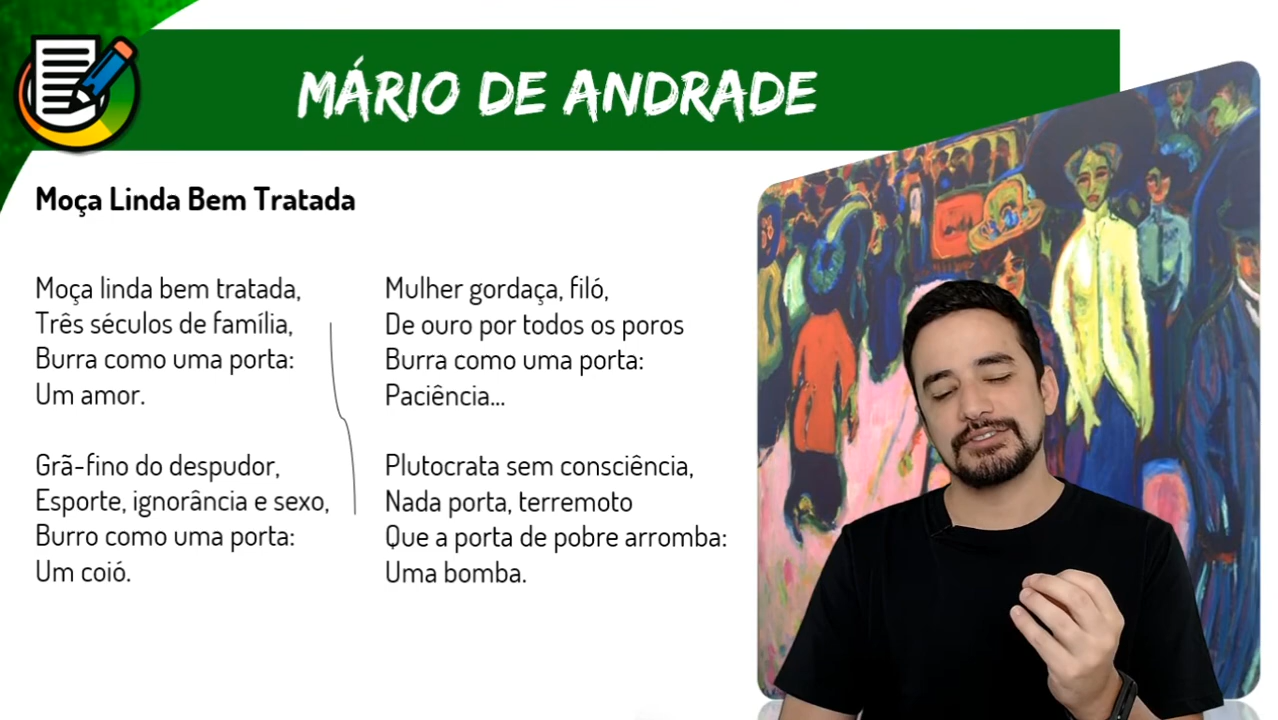 MÁRIO DE ANDRADE
Moça Linda Bem Tratada
Moça linda bem tratada,
Três séculos de família,
Burra como uma porta:
Um amor.
Grã-fino do despudor,
Esporte, ignorância e sexo,
Burro como uma porta:
Um coió.
Mulher gordaça, filó,
De ouro por todos os poros
Burra como uma porta:
Paciência...
Plutocrata sem consciência,
Nada porta, terremoto
Que a porta de pobre arromba:
Uma bomba.